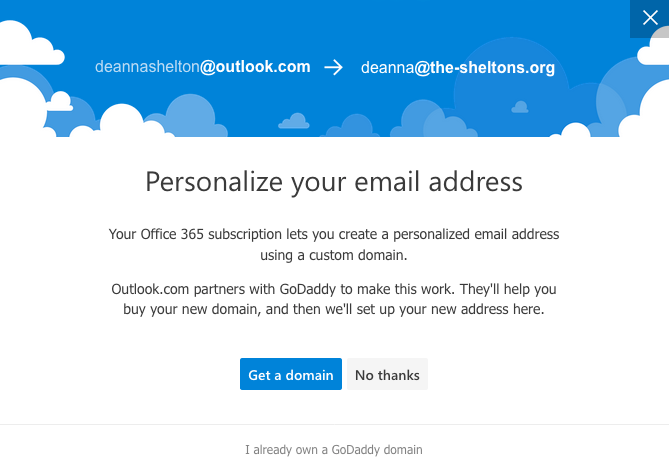 deannashelton@outlook.com → deanna@the-sheltons.org
Personalize your email address
Your Office 365 subscription lets you create a personalized email address
using a custom domain.
Outlook.com partners with GoDaddy to make this work. They'll help you
buy your new domain, and then we'll set up your new address here.
Get a domain No thanks
I already own a GoDaddy domain